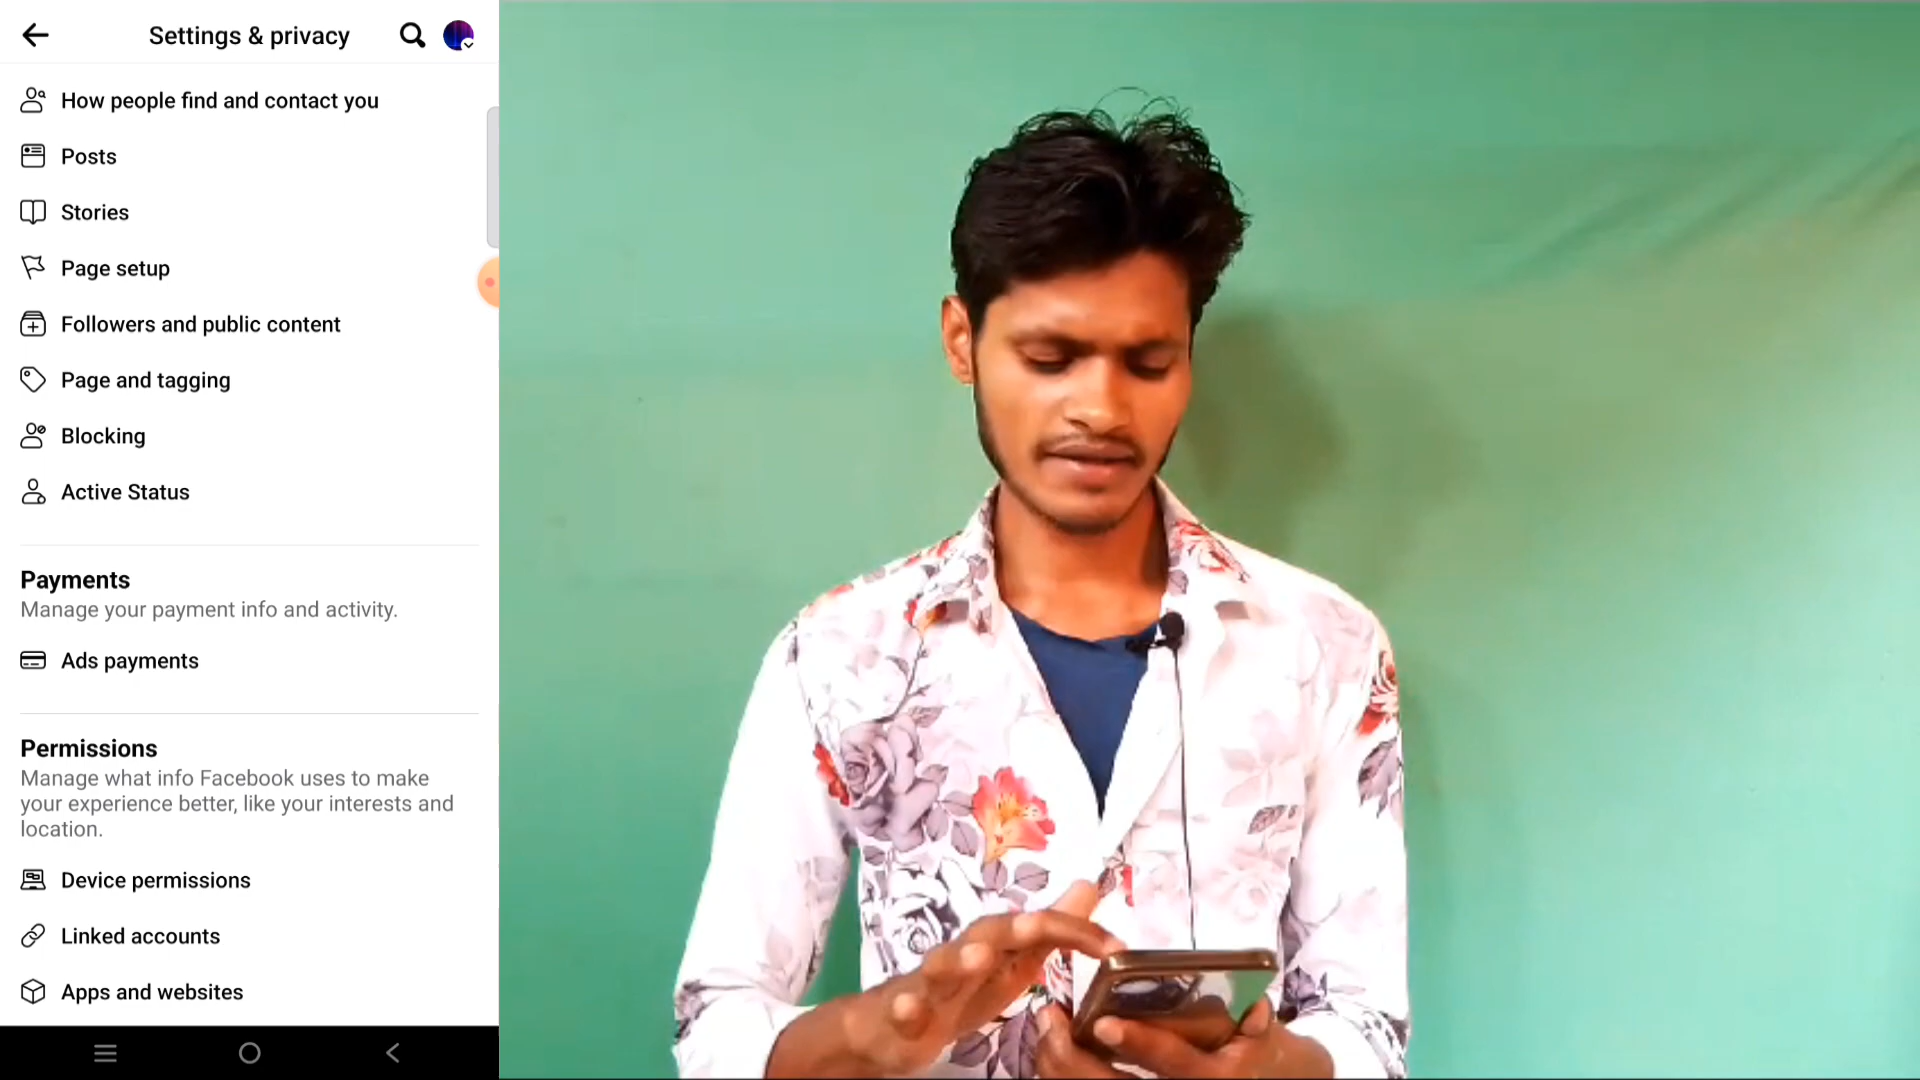 Settings & privacy
How people find and contact you
Posts
Stories
Page setup
Followers and public content
Page and tagging
Blocking
Active Status
Payments
Manage your payment info and activity.
Ads payments
Permissions
Manage what info Facebook uses to make
your experience better, like your interests and
location.
Device permissions
Linked accounts
Apps and websites